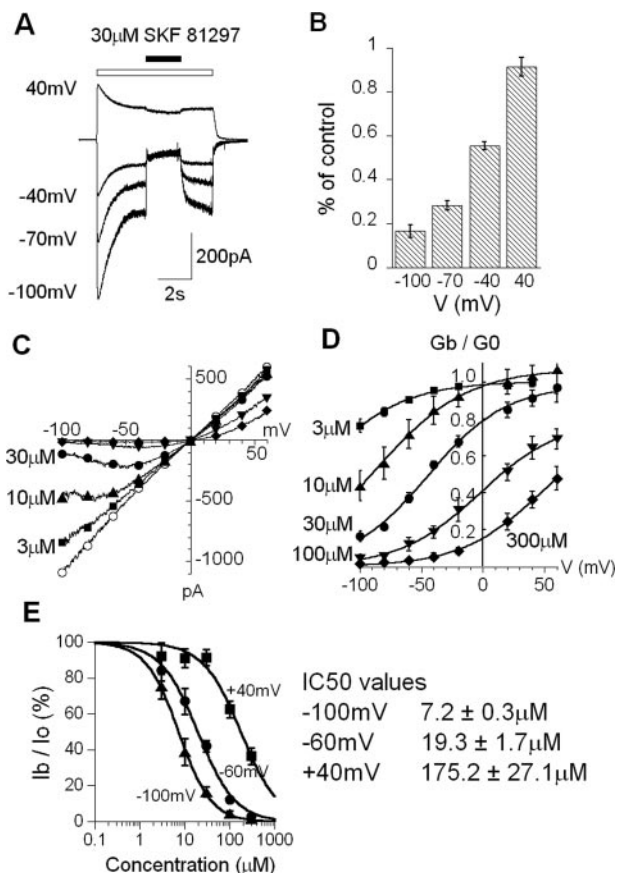 A
30μM SKF 81297
40mV
-40mV
-70mV
-100mV
200pA
2s
B
% of control
1
0.8
0.6
0.4
0.2
0
-100 -70 -40 40
V (mV)
C
500
-100 -50 mV
50
30μM
10μM
3μM
-500
-1000
pA
D
Gb / G0
1.0
0.8
0.6
0.4
0.2
3μM
10μM
30μM
100μM
300μM
-100 -50 0 50 V (mV)
E
Ib / Io (%)
100
80
60
40
20
0
+40mV
-60mV
-100mV
0.1 1 10 100 1000
Concentration (μM)
IC50 values
-100mV 7.2 ± 0.3μM
-60mV 19.3 ± 1.7μM
+40mV 175.2 ± 27.1μM